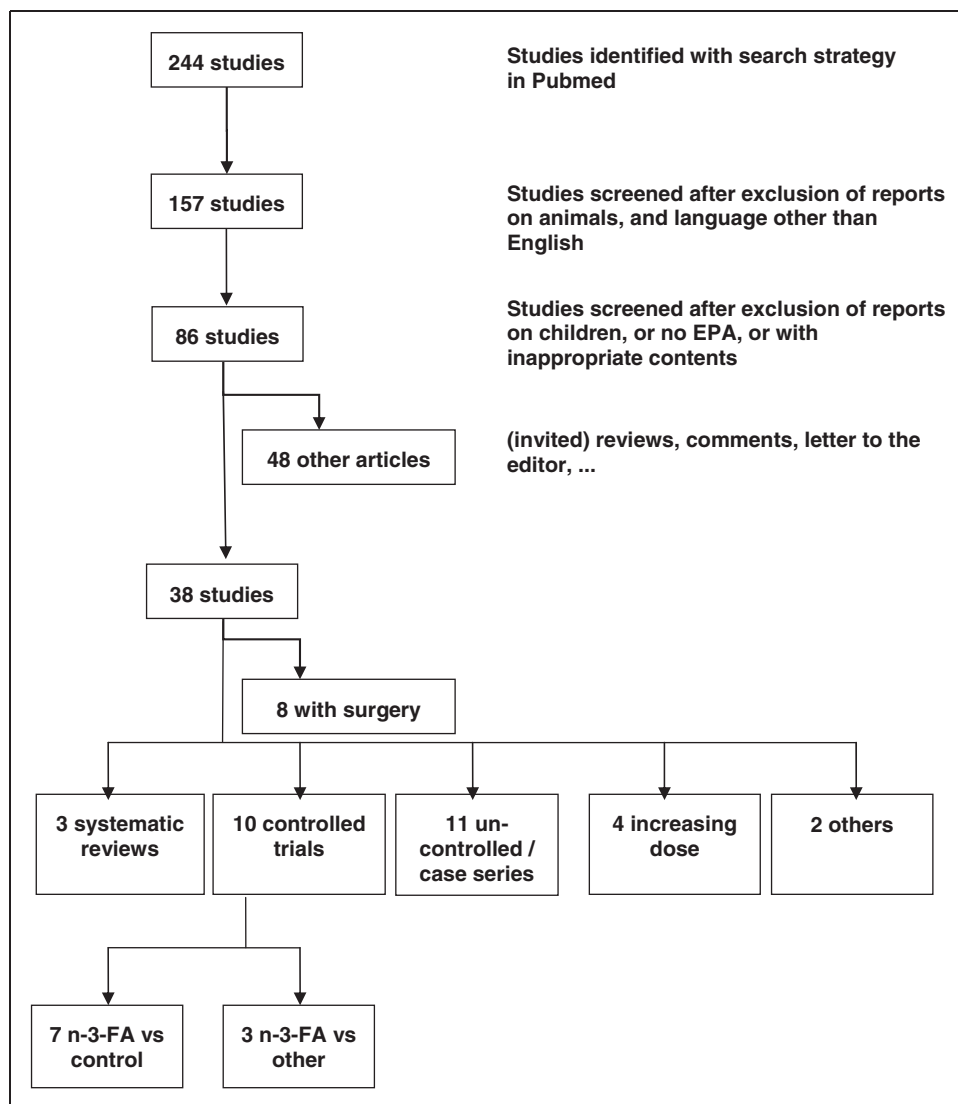 244 studies
Studies identified with search strategy
in Pubmed
157 studies
Studies screened after exclusion of reports
on animals, and language other than
English
86 studies
Studies screened after exclusion of reports
on children, or no EPA, or with
inappropriate contents
48 other articles
(invited) reviews, comments, letter to the
editor, ...
38 studies
8 with surgery
3 systematic
reviews
10 controlled
trials
11 un-
controlled /
case series
4 increasing
dose
2 others
7 n-3-FA vs
control
3 n-3-FA vs
other